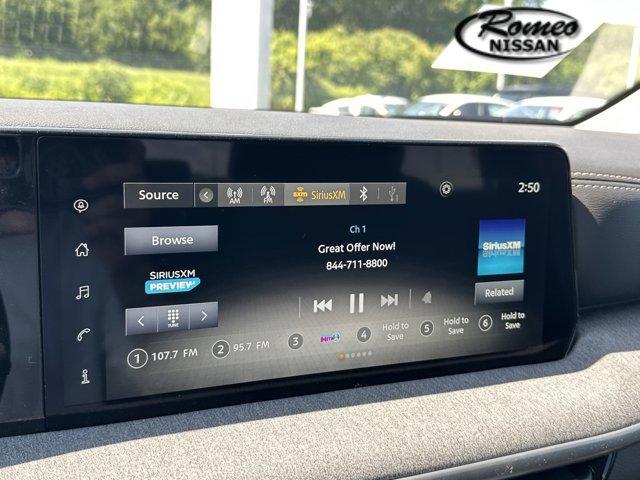 Romeo
NISSAN
Source
AM
FM
sxm SiriusXM
1
2:50
Browse
Ch 1
Great Offer Now!
844-711-8800
SiriusXM
SIRIUSXM
PREVIEW
TUNE
Related
1 107.7 FM
2 95.7 FM
3
4 Hold to Save
5 Hold to Save
6 Hold to Save